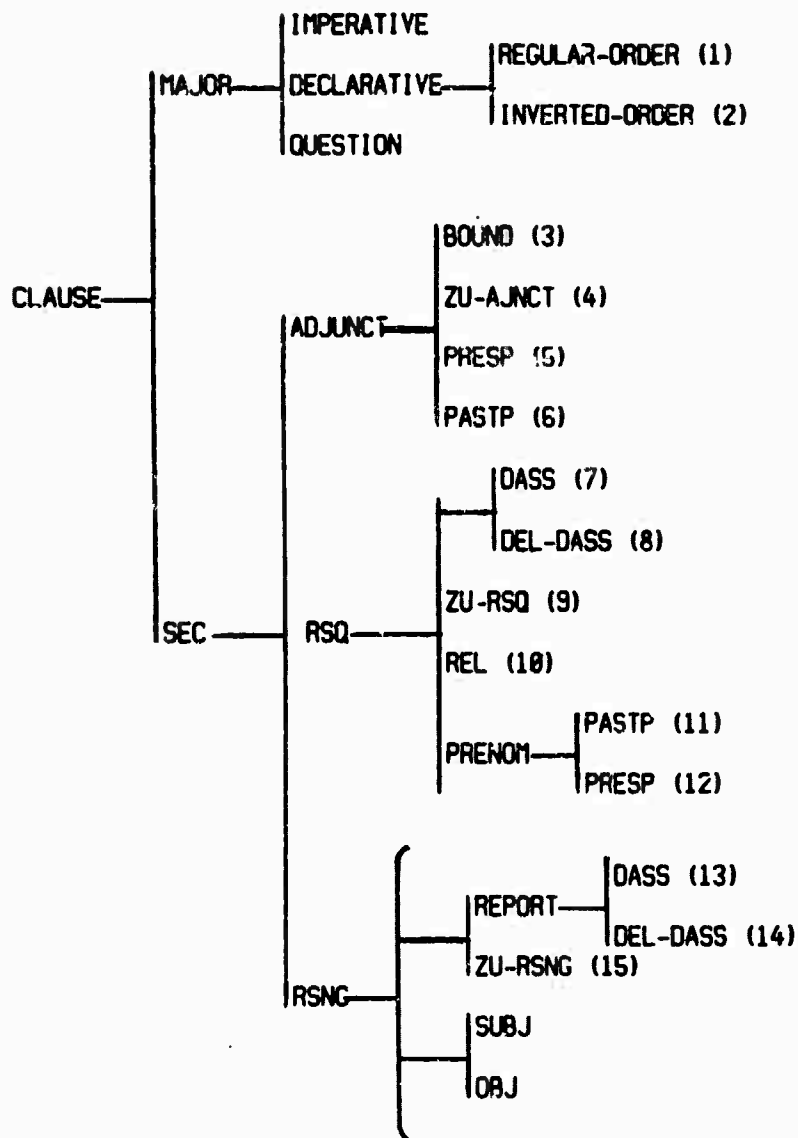 IMPERATIVE
REGULAR-ORDER (1)
MAJOR
DECLARATIVE
INVERTED-ORDER (2)
QUESTION
BOUND (3)
CLAUSE
ZU-AJNCT (4)
ADJUNCT
PRESP (5)
PASTP (6)
DASS (7)
DEL-DASS (8)
ZU-RSQ (9)
SEC
RSQ
REL (10)
PASTP (11)
PRENOM
PRESP (12)
DASS (13)
REPORT
DEL-DASS (14)
ZU-RSNG (15)
RSNG
SUBJ
OBJ